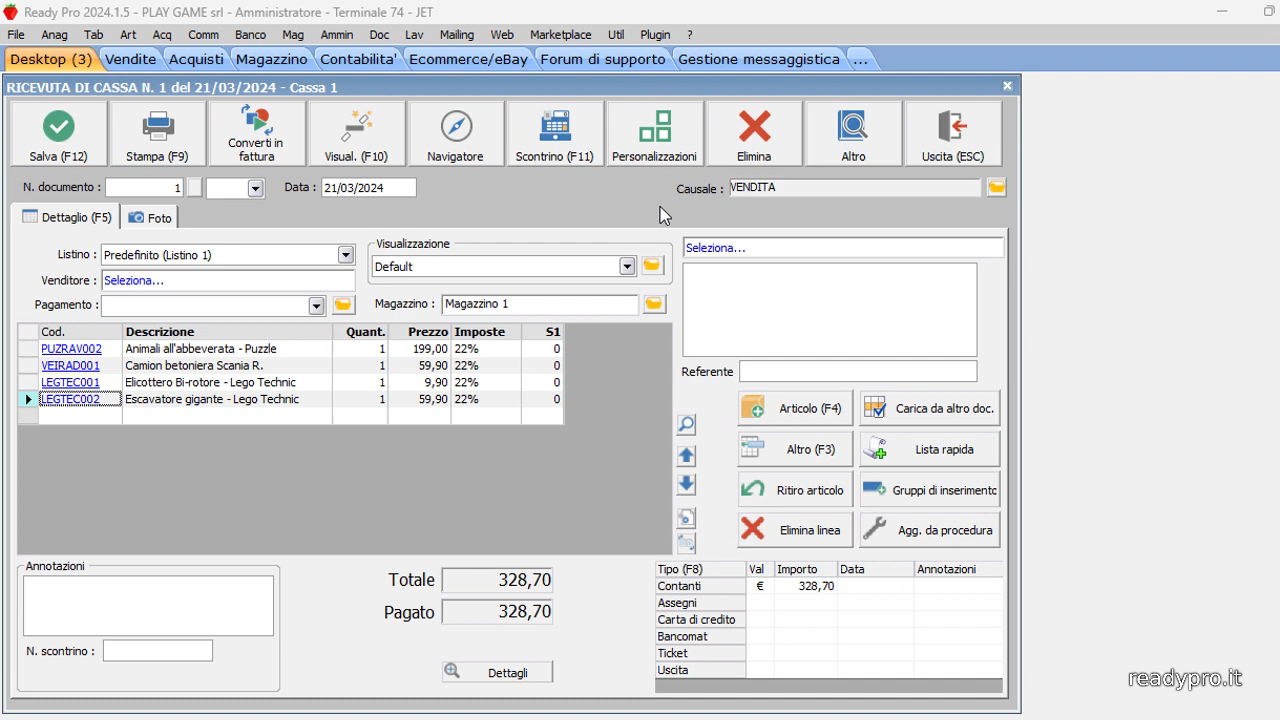 Ready Pro 2024.1.5 - PLAY GAME srl - Amministratore - Terminale 74 - JET
File Anag Tab Art Acq Comm Banco Mag Ammin Doc Lav Mailing Web Marketplace Util Plugin ?
Desktop (3) Vendite Acquisti Magazzino Contabilita' Ecommerce/eBay Forum di supporto Gestione messaggistica ...
RICEVUTA DI CASSA N. 1 del 21/03/2024 - Cassa 1
Salva (F12) Stampa (F9) Converti in fattura Visual. (F10) Navigatore Scontrino (F11) Personalizzazioni Elimina Altro Uscita (ESC)
N. documento : 1 Data : 21/03/2024 Causale : VENDITA
Dettaglio (F5) Foto
Listino : Predefinito (Listino 1) Visualizzazione Default Seleziona...
Venditore : Seleziona...
Pagamento : Magazzino : Magazzino 1
Cod. Descrizione Quant. Prezzo Imposte S1
PUZRAV002 Animali all'abbeverata - Puzzle 1 199,00 22% 0
VEIRAD001 Camion betoniera Scania R. 1 59,90 22% 0
LEGTEC001 Elicottero Bi-rotore - Lego Technic 1 9,90 22% 0
LEGTEC002 Escavatore gigante - Lego Technic 1 59,90 22% 0
Referente
Articolo (F4) Carica da altro doc.
Altro (F3) Lista rapida
Ritiro articolo Gruppi di inserimento
Elimina linea Agg. da procedura
Annotazioni
N. scontrino :
Totale 328,70
Pagato 328,70
Dettagli
Tipo (F8) Val Importo Data Annotazioni
Contanti € 328,70
Assegni
Carta di credito
Bancomat
Ticket
Uscita
readypro.it